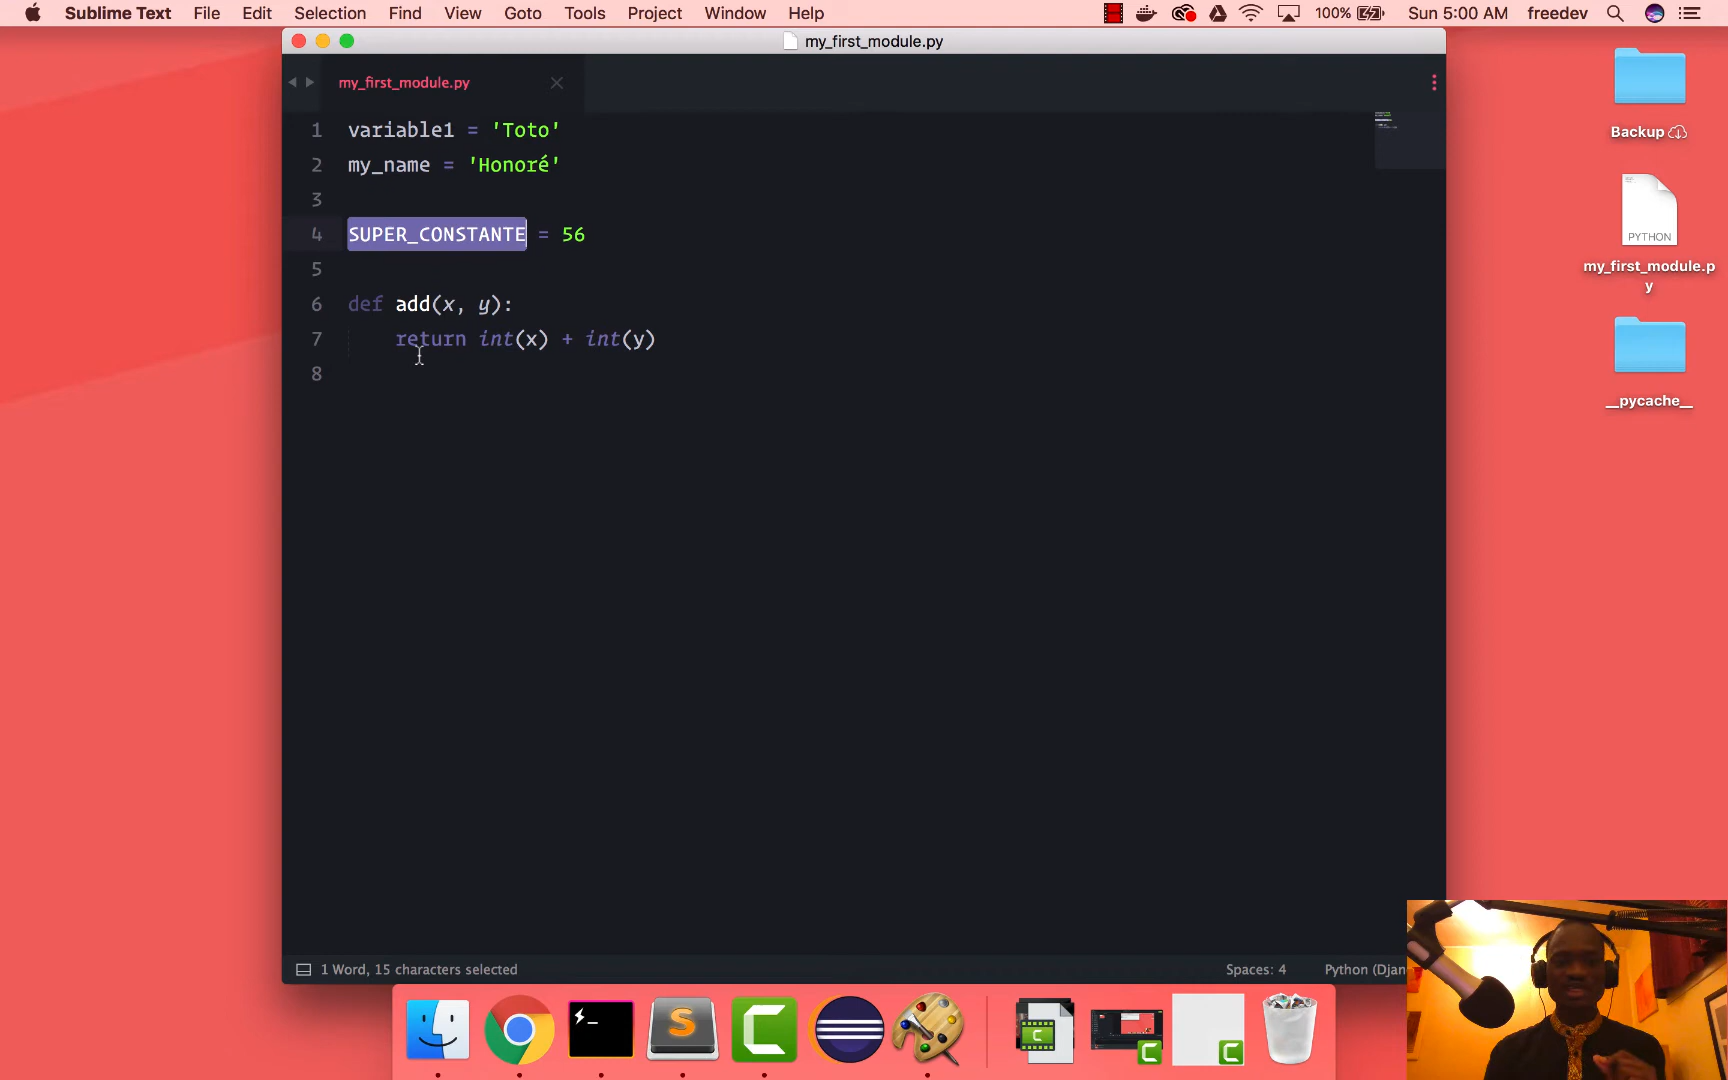 Sublime Text File Edit Selection Find View Goto Tools Project Window Help 100% Sun 5:00 AM freedev
my_first_module.py
my_first_module.py
1 variable1 = 'Toto'
2 my_name = 'Honoré'
3
4 SUPER_CONSTANTE = 56
5
6 def add(x, y):
7 return int(x) + int(y)
8
1 Word, 15 characters selected Spaces: 4 Python (Djan
Backup
PYTHON
my_first_module.p
y
__pycache__